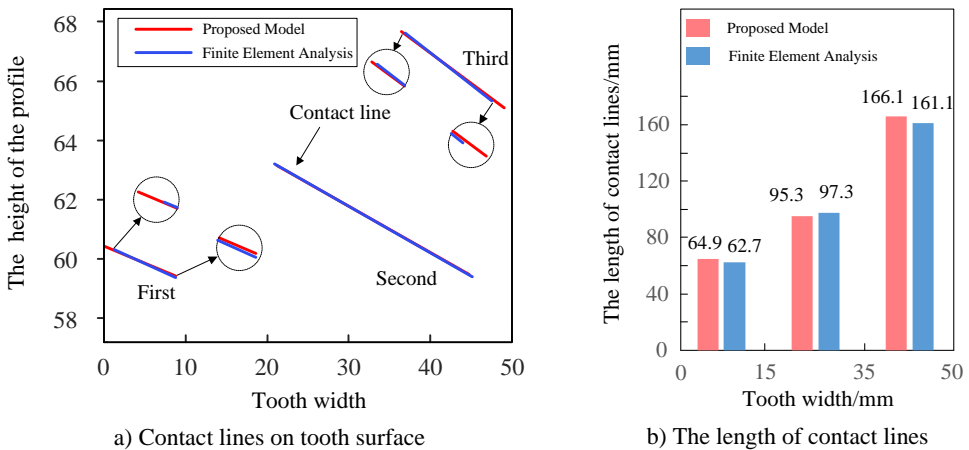 68
66
64
62
60
58
The height of the profile
Proposed Model
Finite Element Analysis
Third
Contact line
Second
First
0 10 20 30 40 50
Tooth width
a) Contact lines on tooth surface
The length of contact lines/mm
160
120
80
40
0
Proposed Model
Finite Element Analysis
166.1 161.1
95.3 97.3
64.9 62.7
0 15 35 50
Tooth width/mm
b) The length of contact lines